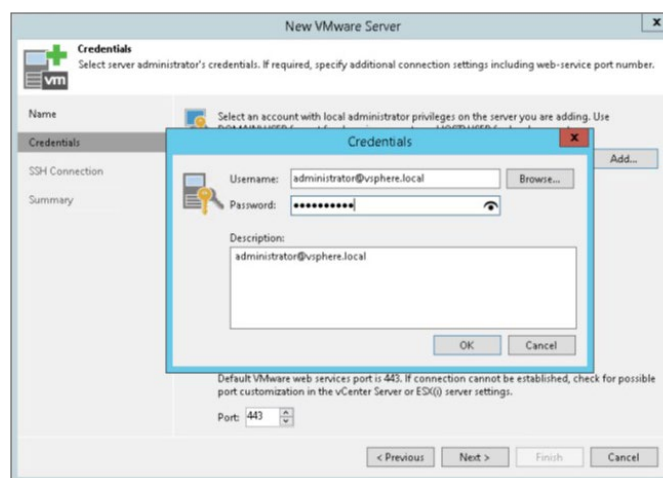 New VMware Server
x
Credentials
Select server administrator's credentials. If required, specify additional connection settings including web-service port number.
vm
Name
Credentials
SSH Connection
Summary
Select an account with local administrator privileges on the server you are adding. Use
Add...
Credentials
x
Username: administrator@vsphere.local Browse...
Password: ••••••••••
Description:
administrator@vsphere.local
OK Cancel
Default VMware web services port is 443. If connection cannot be established, check for possible
port customization in the vCenter Server or ESX(i) server settings.
Port: 443
< Previous Next > Finish Cancel